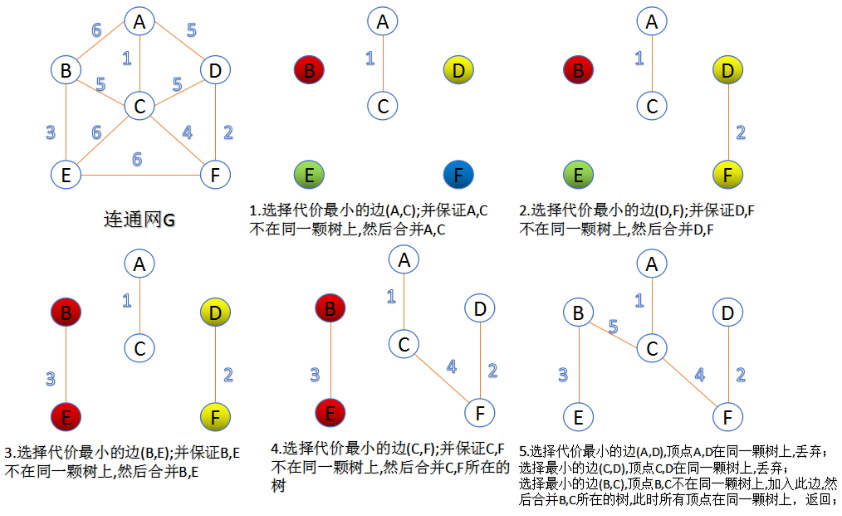 A
6
5
B
1
D
5
5
C
3
6
4
2
6
E
F
连通网G
A
1
B
D
C
E
F
1.选择代价最小的边(A,C);并保证A,C
不在同一颗树上,然后合并A,C
A
1
B
D
C
2
E
F
2.选择代价最小的边(D,F);并保证D,F
不在同一颗树上,然后合并D,F
A
1
B
D
C
3
2
E
F
3.选择代价最小的边(B,E);并保证B,E
不在同一颗树上,然后合并B,E
A
1
B
D
C
4
2
3
E
F
4.选择代价最小的边(C,F);并保证C,F
不在同一颗树上,然后合并C,F所在的
树
A
1
B
D
5
C
3
4
2
E
F
5.选择代价最小的边(A,D),顶点A,D在同一颗树上,丢弃;
选择最小的边(C,D),顶点C,D在同一颗树上,丢弃;
选择最小的边(B,C),顶点B,C不在同一颗树上,加入此边,然
后合并B,C所在的树,此时所有顶点在同一颗树上，返回;